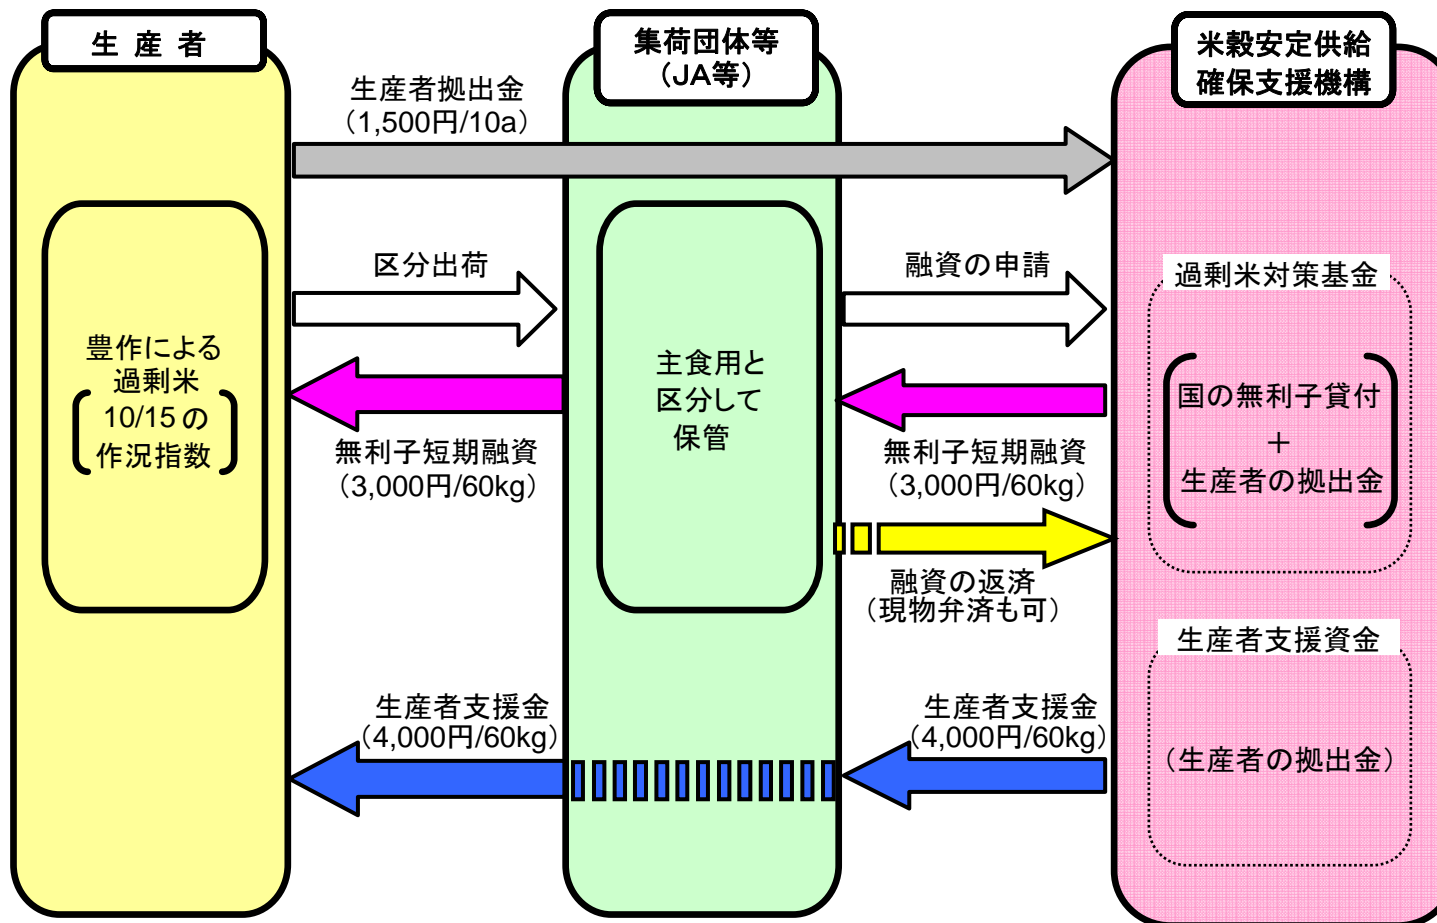 生 産 者
集荷団体等
（JA等）
米穀安定供給
確保支援機構
生産者拠出金
（1,500円/10a）
区分出荷
融資の申請
過剰米対策基金
豊作による
過剰米
10/15 の
作況指数
主食用と
区分して
保管
国の無利子貸付
＋
生産者の拠出金
無利子短期融資
（3,000円/60kg）
無利子短期融資
（3,000円/60kg）
融資の返済
（現物弁済も可）
生産者支援資金
生産者支援金
（4,000円/60kg）
生産者支援金
（4,000円/60kg）
（生産者の拠出金）